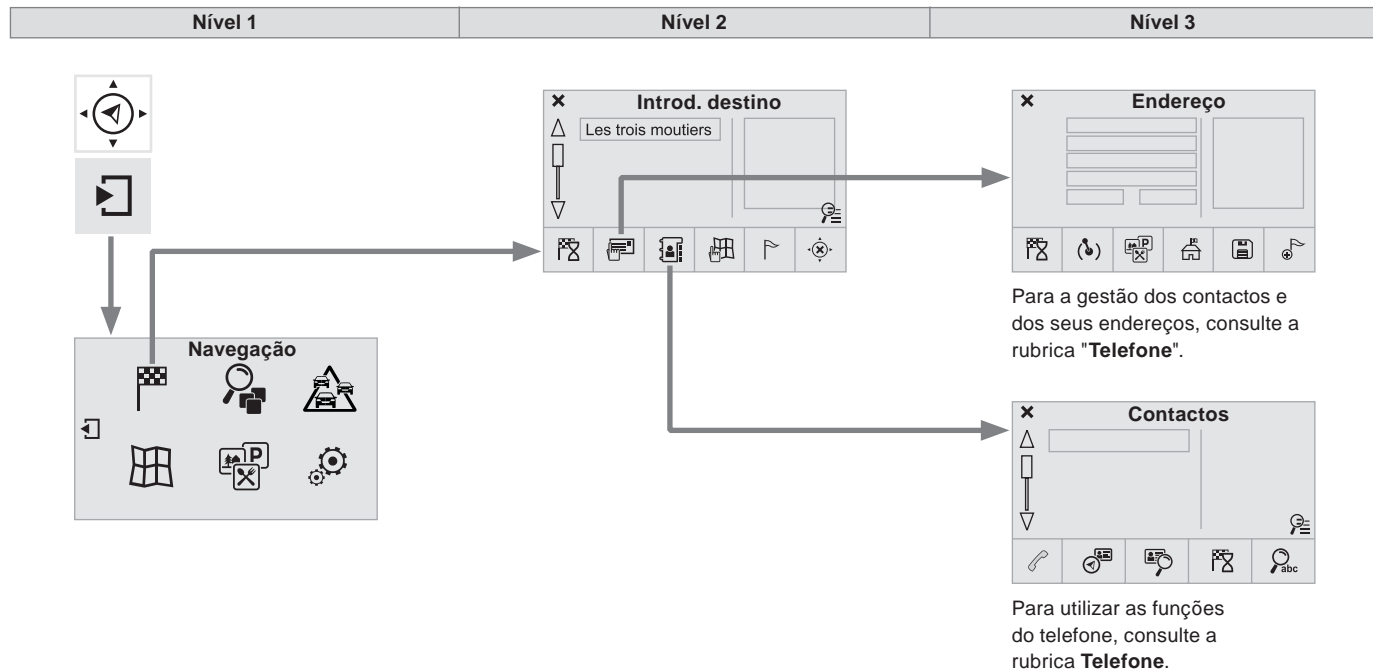 Nível 1
Nível 2
Nível 3
Introd. destino
Les trois moutiers
Endereço
P
Para a gestão dos contactos e
dos seus endereços, consulte a
rubrica "Telefone".
Navegação
P
Contactos
abc
Para utilizar as funções
do telefone, consulte a
rubrica Telefone.